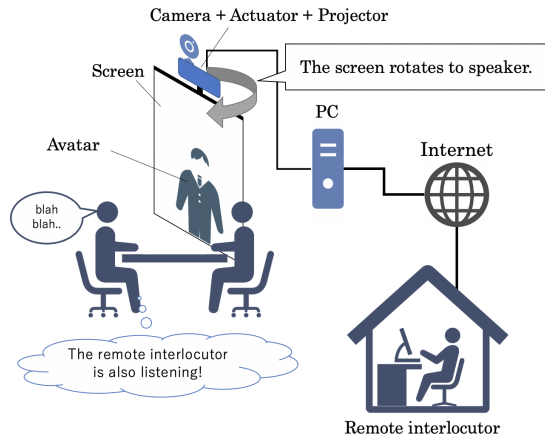 Camera + Actuator + Projector
Screen
The screen rotates to speaker.
PC
Avatar
Internet
blah
blah..
The remote interlocutor
is also listening!
Remote interlocutor